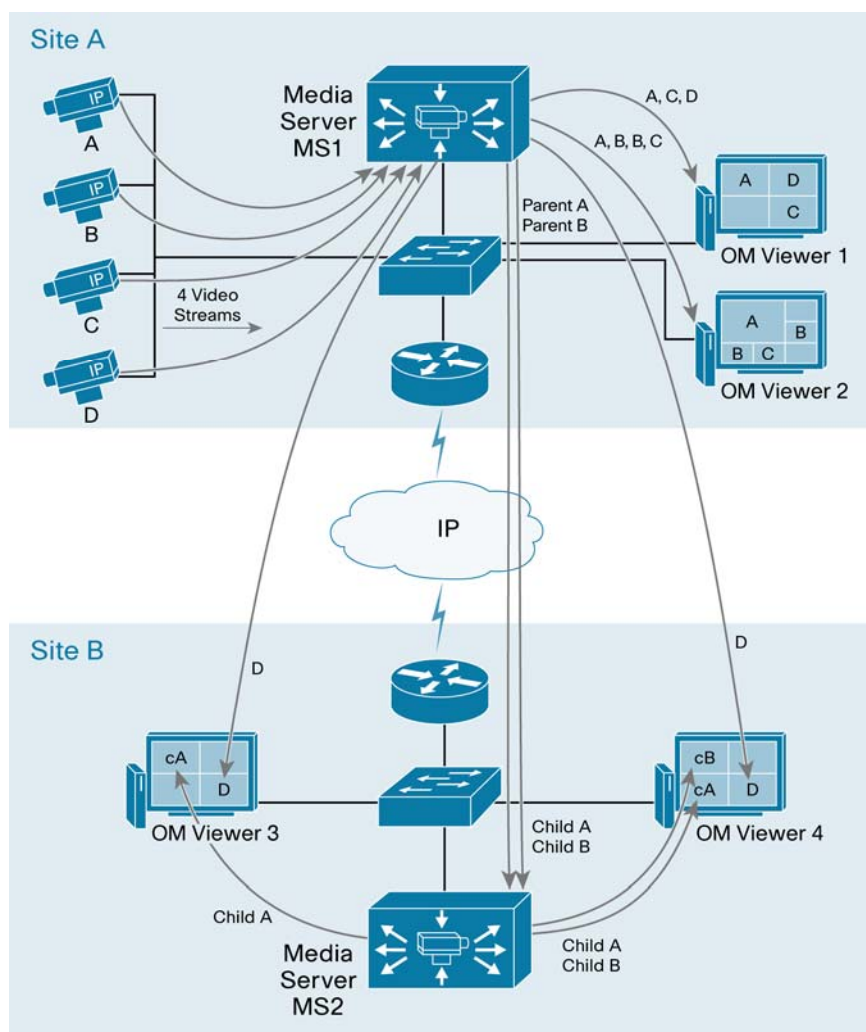 Site A
IP
A
IP
B
IP
C
IP
D
4 Video
Streams
Media
Server
MS1
A, C, D
A, B, B, C
Parent A
Parent B
A
D
C
OM Viewer 1
A
B
B
C
OM Viewer 2
IP
Site B
D
D
cA
D
OM Viewer 3
cB
cA
D
OM Viewer 4
Child A
Child B
Child A
Media
Server
MS2
Child A
Child B